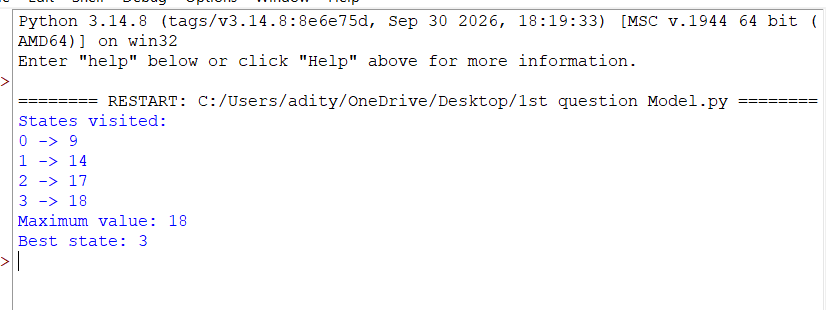 Python 3.14.8 (tags/v3.14.8:8e6e75d, Sep 30 2026, 18:19:33) [MSC v.1944 64 bit (
AMD64)] on win32
Enter "help" below or click "Help" above for more information.
>
======== RESTART: C:/Users/adity/OneDrive/Desktop/1st question Model.py ========
States visited:
0 -> 9
1 -> 14
2 -> 17
3 -> 18
Maximum value: 18
Best state: 3
>